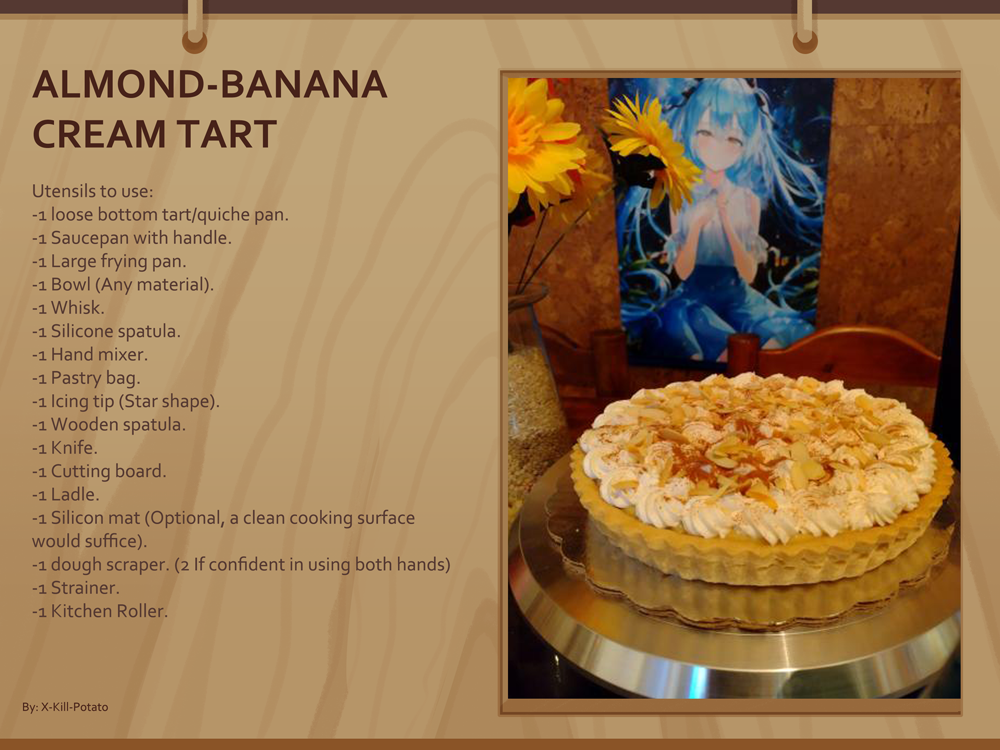 ALMOND-BANANA
CREAM TART
Utensils to use:
-1 loose bottom tart/quiche pan.
-1 Saucepan with handle.
-1 Large frying pan.
-1 Bowl (Any material).
-1 Whisk.
-1 Silicone spatula.
-1 Hand mixer.
-1 Pastry bag.
-1 Icing tip (Star shape).
-1 Wooden spatula.
-1 Knife.
-1 Cutting board.
-1 Ladle.
-1 Silicon mat (Optional, a clean cooking surface
would suffice).
-1 dough scraper. (2 If confident in using both hands)
-1 Strainer.
-1 Kitchen Roller.
By: X-Kill-Potato